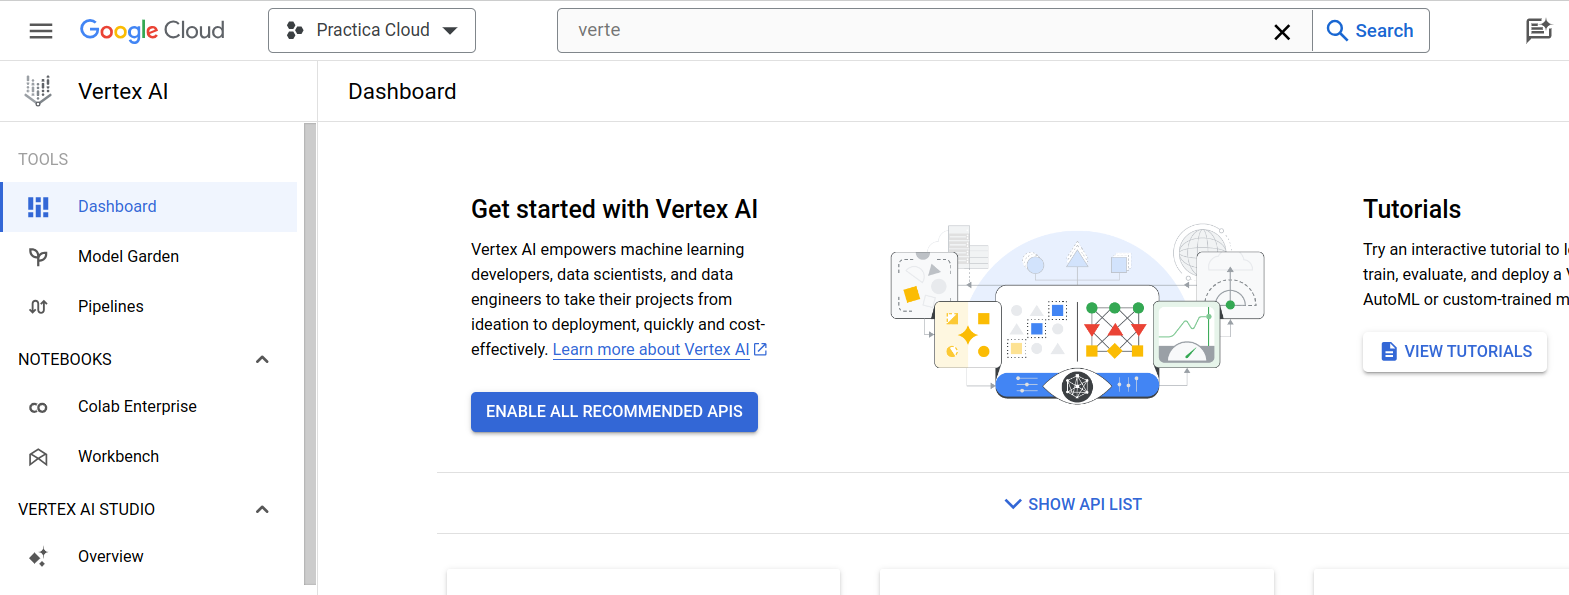 Google Cloud
Practica Cloud
verte
Search
Vertex AI
Dashboard
TOOLS
Dashboard
Model Garden
Pipelines
NOTEBOOKS
Colab Enterprise
Workbench
VERTEX AI STUDIO
Overview
Get started with Vertex AI
Vertex AI empowers machine learning
developers, data scientists, and data
engineers to take their projects from
ideation to deployment, quickly and cost-
effectively. Learn more about Vertex AI
ENABLE ALL RECOMMENDED APIS
Tutorials
Try an interactive tutorial to
train, evaluate, and deploy a
AutoML or custom-trained
VIEW TUTORIALS
SHOW API LIST